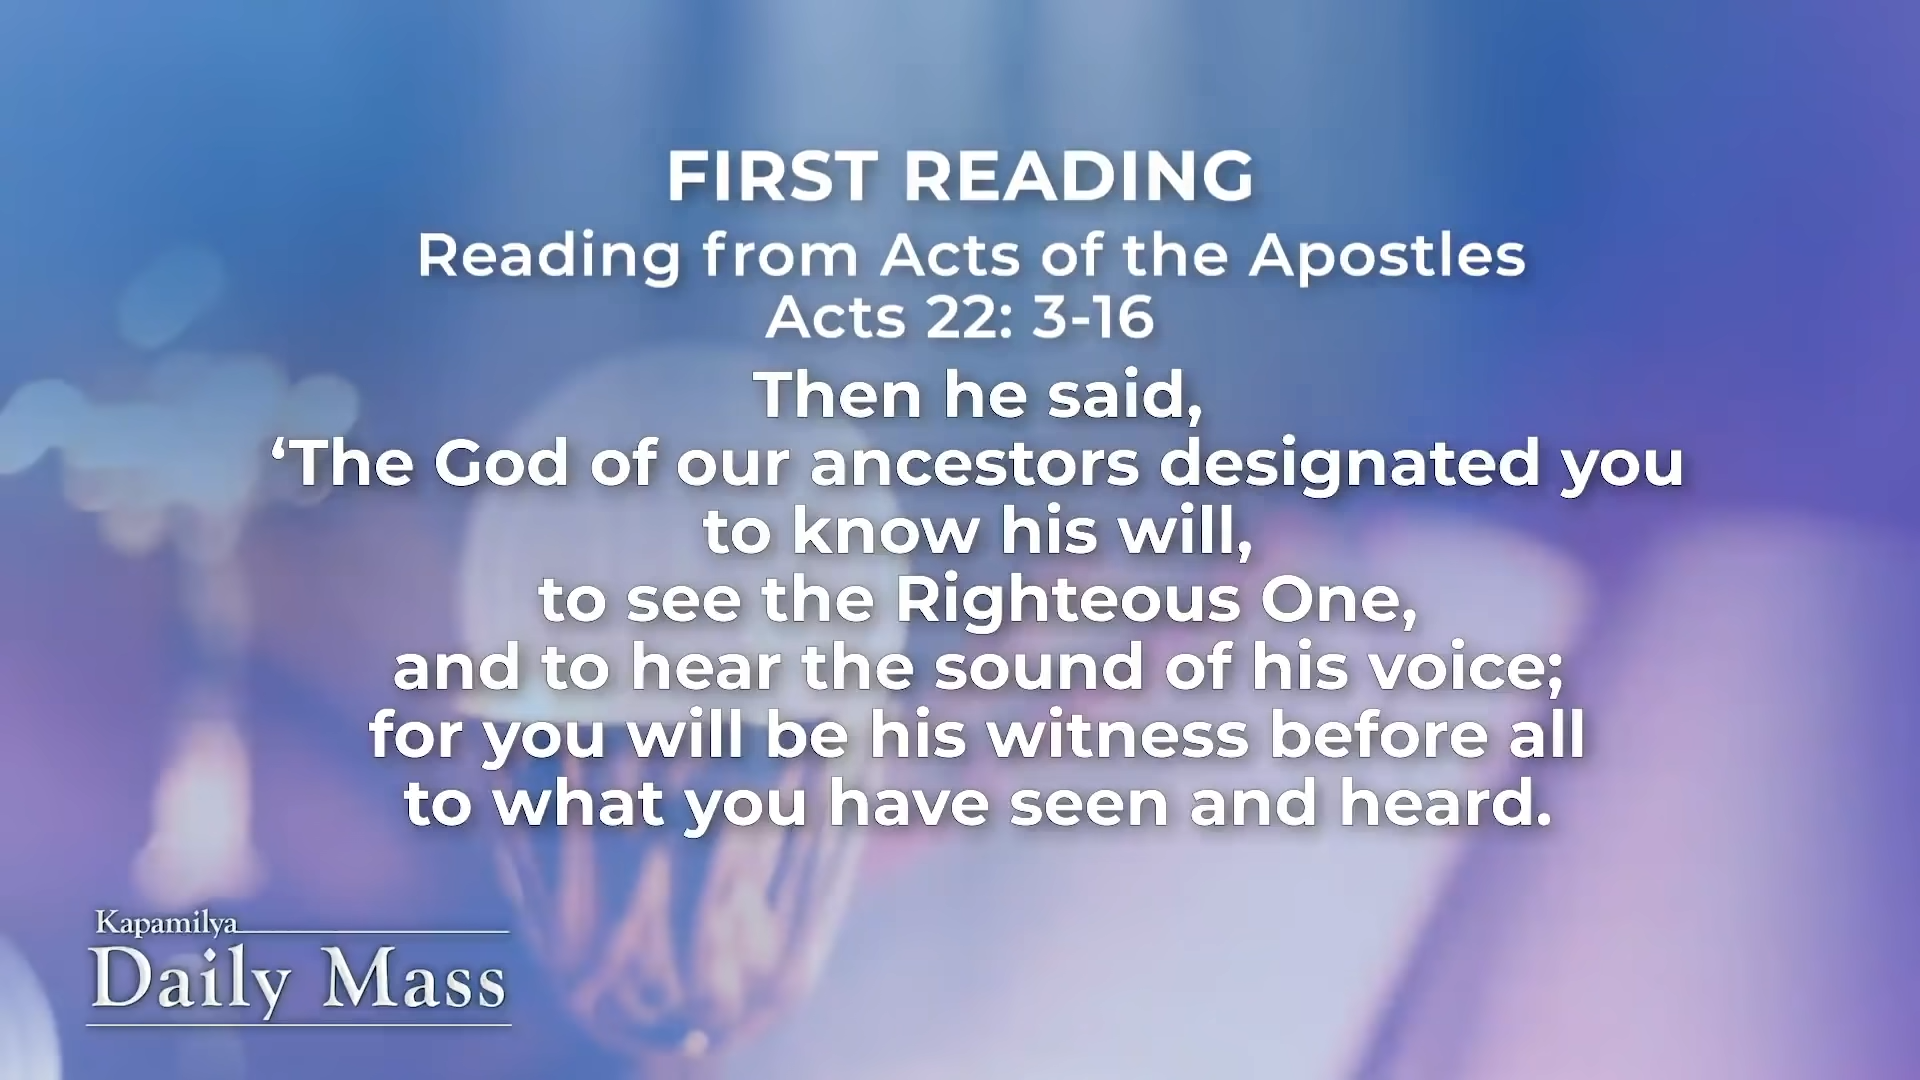 FIRST READING
Reading from Acts of the Apostles
Acts 22: 3-16
Then he said,
‘The God of our ancestors designated you
to know his will,
to see the Righteous One,
and to hear the sound of his voice;
for you will be his witness before all
to what you have seen and heard.
Kapamilya
Daily Mass